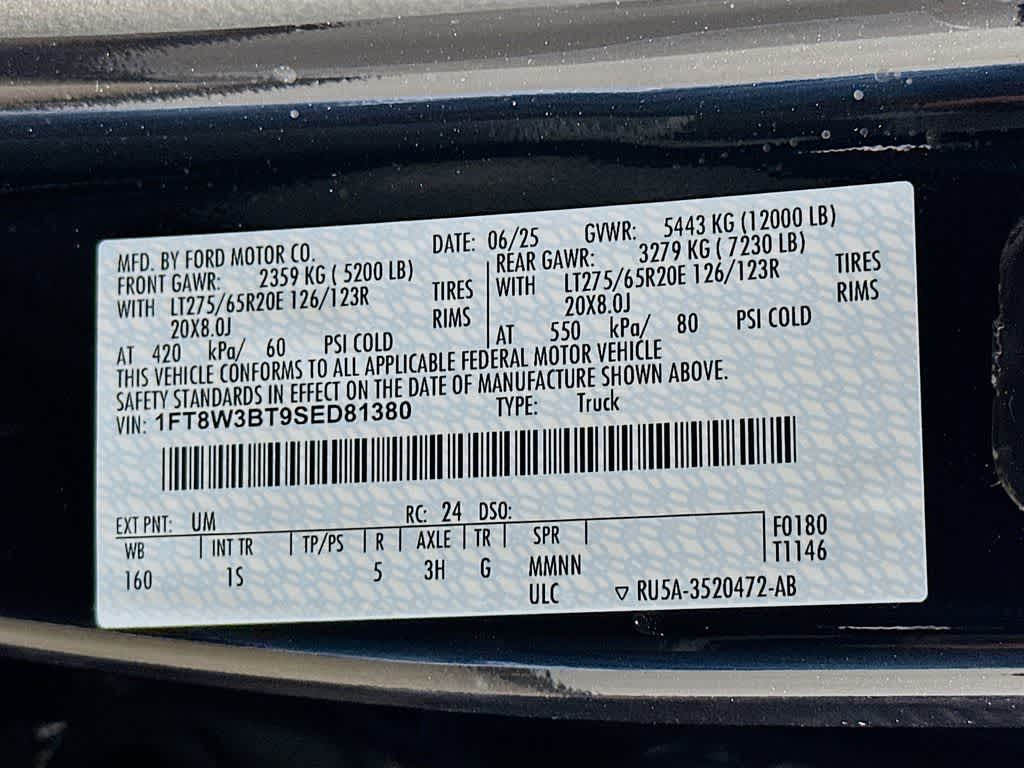 MFD. BY FORD MOTOR CO. DATE: 06/25 GVWR: 5443 KG (12000 LB)
FRONT GAWR: 2359 KG ( 5200 LB) REAR GAWR: 3279 KG ( 7230 LB)
WITH LT275/65R20E 126/123R TIRES WITH LT275/65R20E 126/123R TIRES
20X8.0J RIMS 20X8.0J RIMS
AT 420 kPa/ 60 PSI COLD AT 550 kPa/ 80 PSI COLD
THIS VEHICLE CONFORMS TO ALL APPLICABLE FEDERAL MOTOR VEHICLE
SAFETY STANDARDS IN EFFECT ON THE DATE OF MANUFACTURE SHOWN ABOVE.
VIN: 1FT8W3BT9SED81380 TYPE: Truck
EXT PNT: UM RC: 24 DSO:
WB INT TR TP/PS R AXLE TR SPR F0180
160 1S 5 3H G MMNN T1146
ULC RU5A-3520472-AB